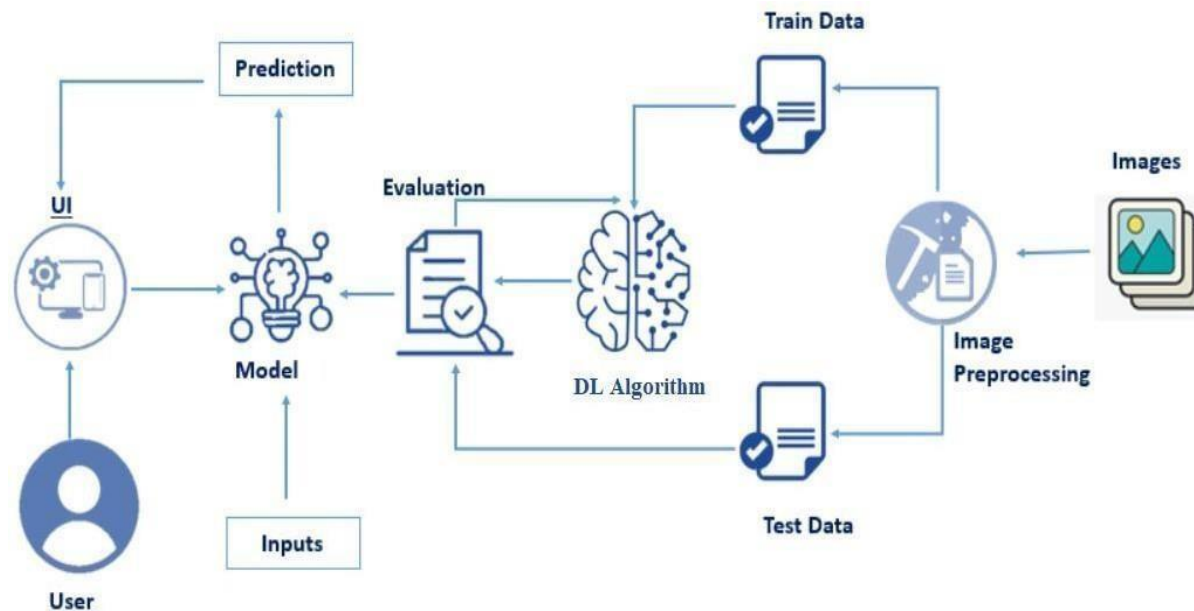 Train Data
Prediction
Images
Evaluation
UI
Model
DL Algorithm
Image
Preprocessing
Inputs
Test Data
User